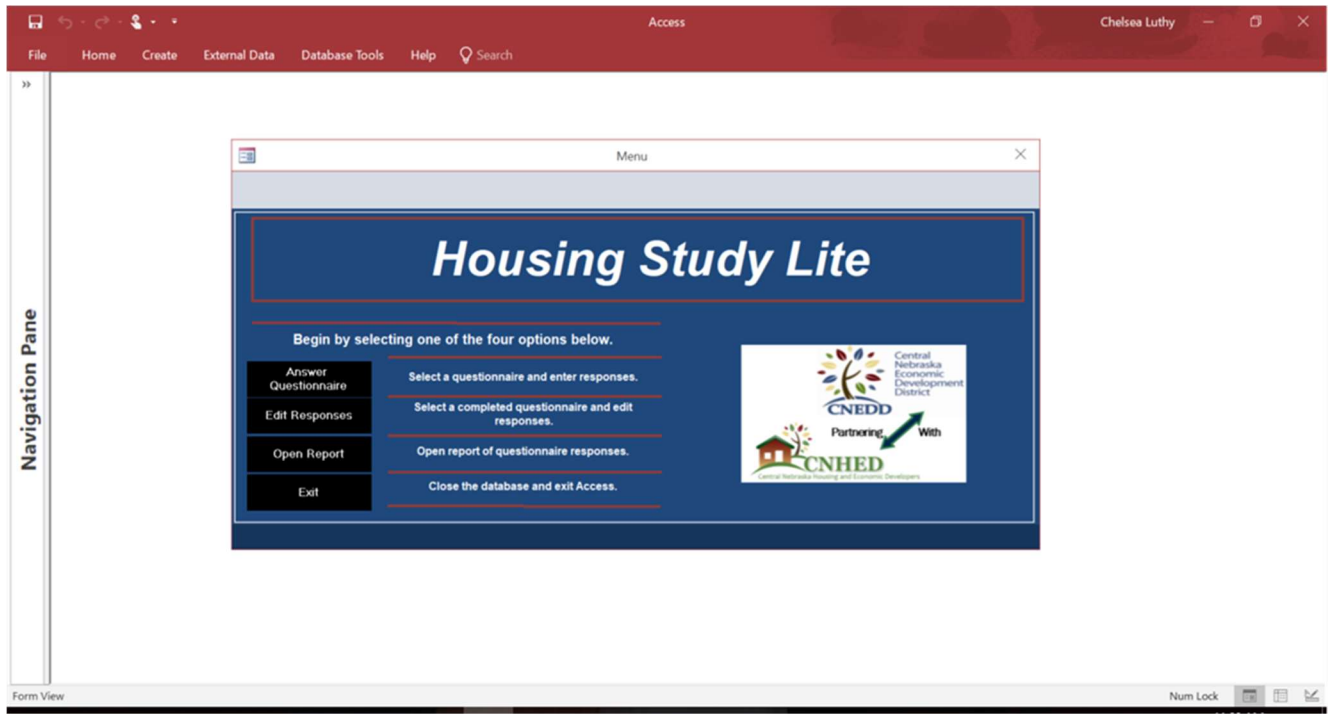 Access
Chelsea Luthy
File Home Create External Data Database Tools Help Search
Menu
Housing Study Lite
Begin by selecting one of the four options below.
Answer
Questionnaire
Select a questionnaire and enter responses.
Edit Responses
Select a completed questionnaire and edit
responses.
Open Report
Open report of questionnaire responses.
Exit
Close the database and exit Access.
Central
Nebraska
Economic
Development
District
CNEDD
Partnering With
CNHED
Central Nebraska Housing and Economic Developers
Navigation Pane
Form View
Num Lock